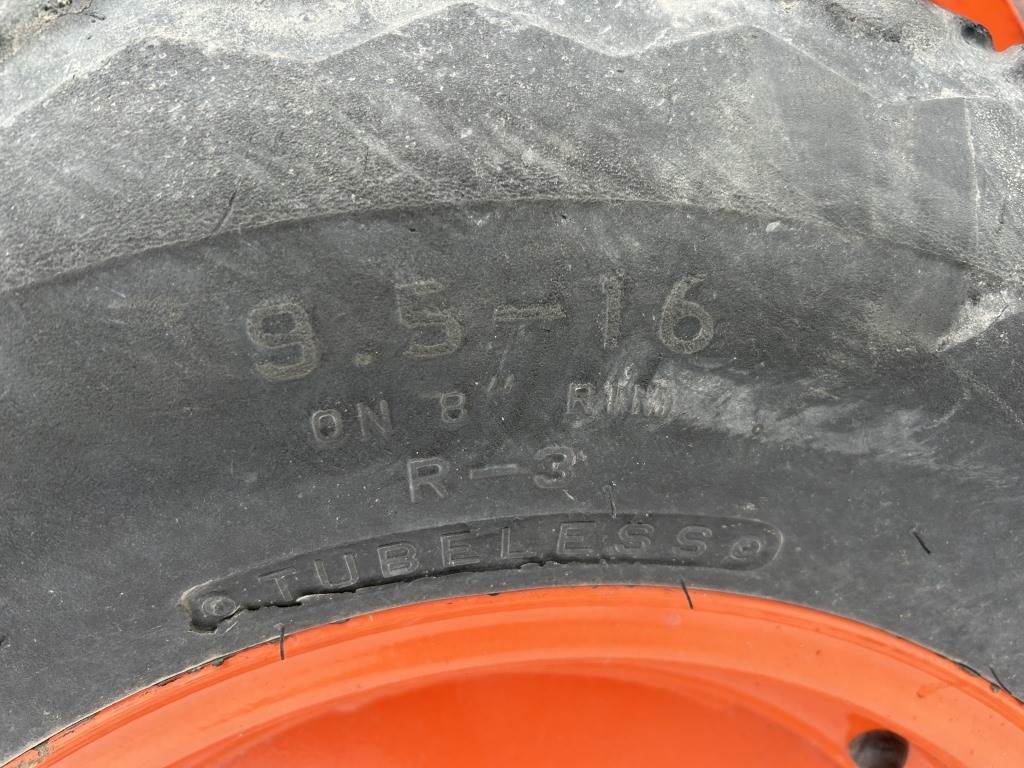 9.5-16
ON 8" RIM
R-3
TUBELESS